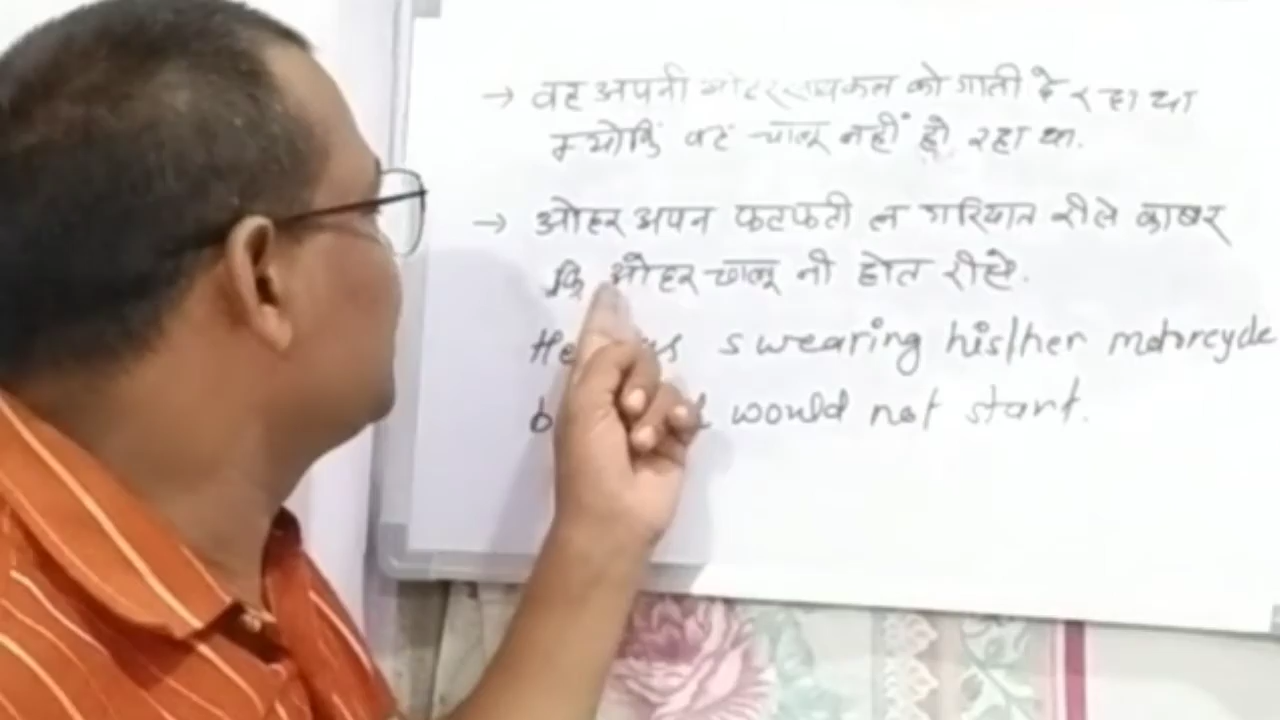 → वह अपनी मोटरसायकल को गाली दे रहा था
क्योंकि वह चालू नहीं हो रहा था.
→ ओहर अपन फटफटी ल गरियात रीहे काबर
कि ओहर चालू नी होत रीहे.
He swearing his/her motorcycle
would not start.